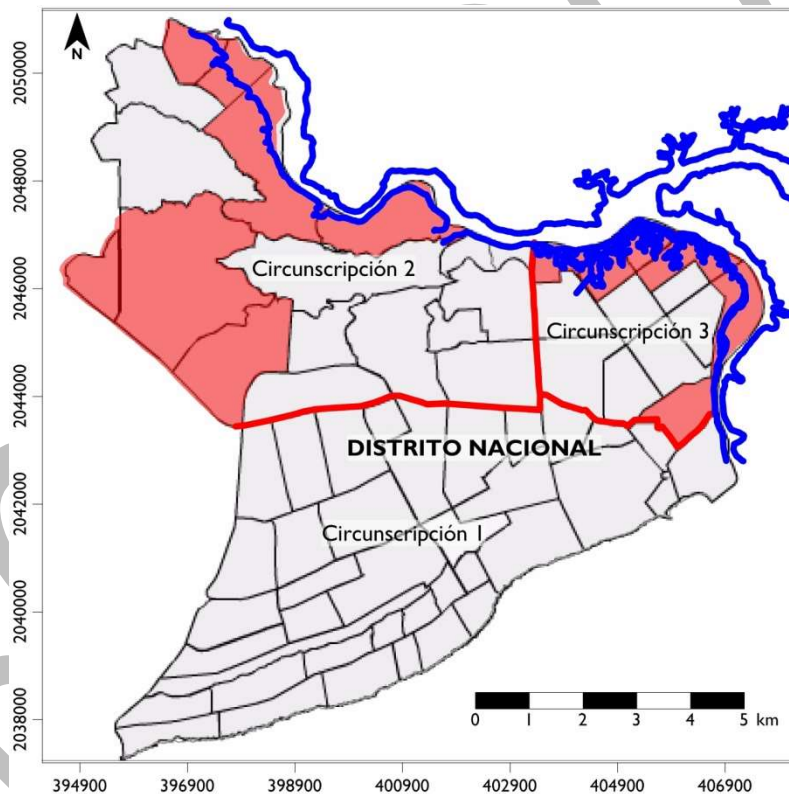 N
2050000
2048000
2046000
2044000
2042000
2040000
2038000
Circunscripción 2
Circunscripción 3
DISTRITO NACIONAL
Circunscripción 1
0 1 2 3 4 5 km
394900 396900 398900 400900 402900 404900 406900